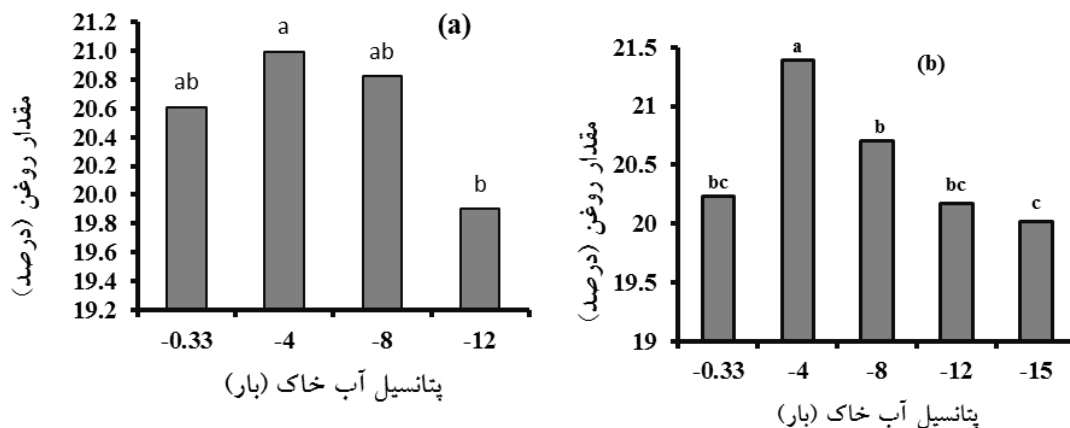 (a)
مقدار روغن (درصد)
21.2
21.0
20.8
20.6
20.4
20.2
20.0
19.8
19.6
19.4
19.2
ab
a
ab
b
-0.33 -4 -8 -12
پتانسیل آب خاک (بار)
(b)
مقدار روغن (درصد)
21.5
21
20.5
20
19.5
19
bc
a
b
bc
c
-0.33 -4 -8 -12 -15
پتانسیل آب خاک (بار)